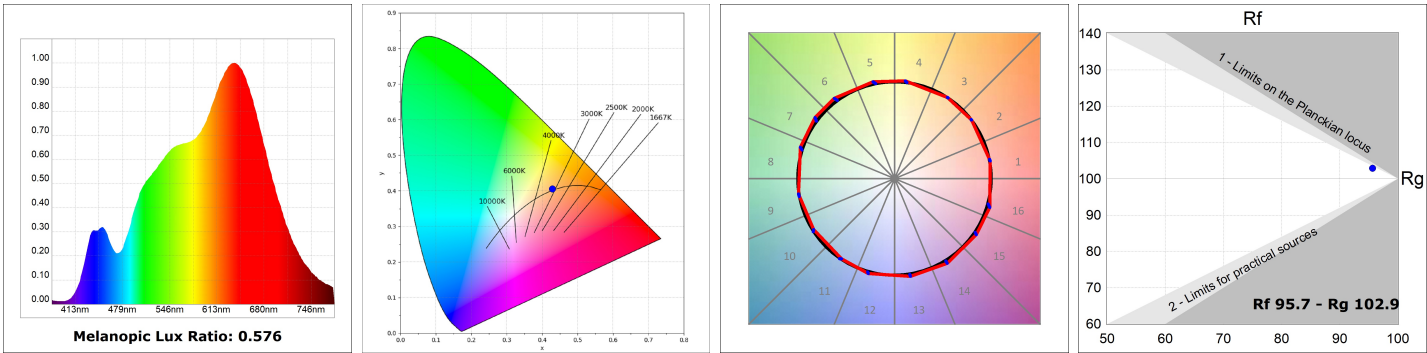 1.00
0.90
0.80
0.70
0.60
0.50
0.40
0.30
0.20
0.10
0.00
413nm 479nm 546nm 613nm 680nm 746nm
Melanopic Lux Ratio: 0.576
0.9
0.8
0.7
0.6
0.5
0.4
0.3
0.2
0.1
0.0
y
0.0 0.1 0.2 0.3 0.4 0.5 0.6 0.7 0.8
x
10000K
6000K
4000K
3000K
2500K
2000K
1667K
1
2
3
4
5
6
7
8
9
10
11
12
13
14
15
16
Rf
140
130
120
110
100
90
80
70
60
50 60 70 80 90 100
Rg
1 - Limits on the Planckian locus
2 - Limits for practical sources
Rf 95.7 - Rg 102.9